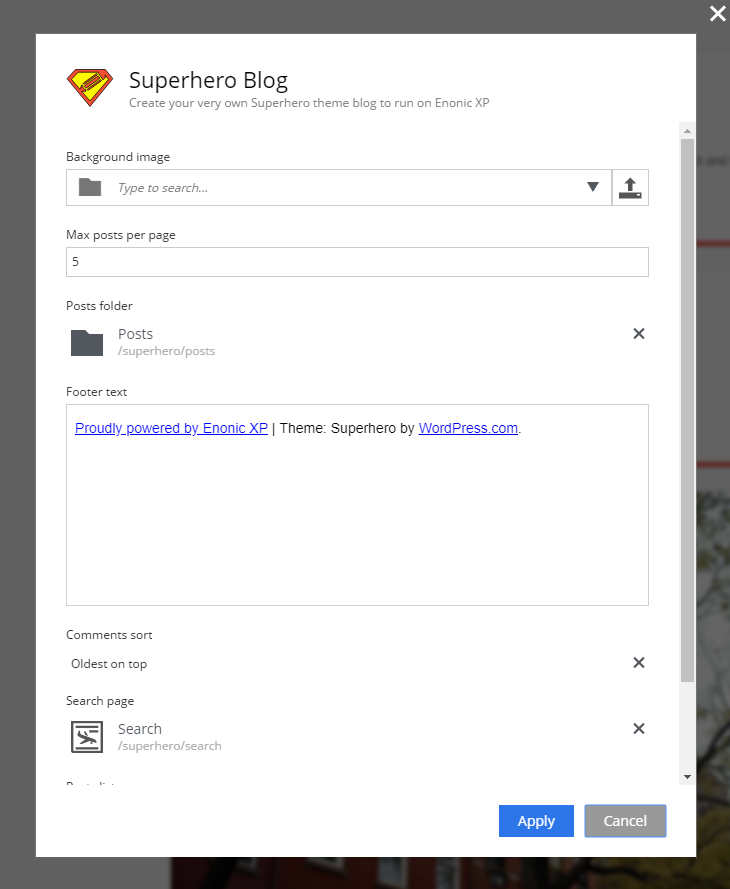 Superhero Blog
Create your very own Superhero theme blog to run on Enonic XP
Background image
Type to search...
Max posts per page
5
Posts folder
Posts
/superhero/posts
Footer text
Proudly powered by Enonic XP | Theme: Superhero by WordPress.com.
Comments sort
Oldest on top
Search page
Search
/superhero/search
Apply
Cancel